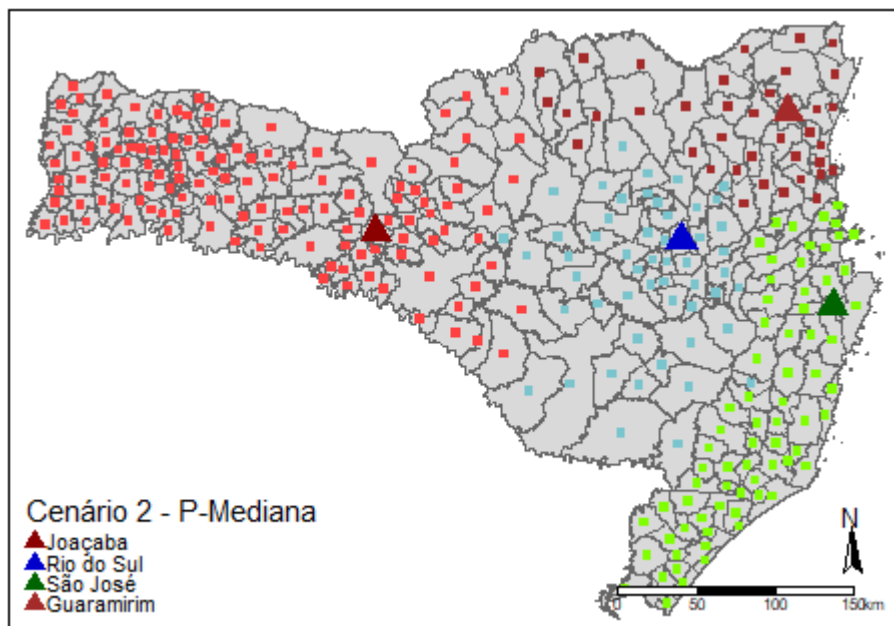 Cenário 2 - P-Mediana
Joaçaba
Rio do Sul
São José
Guaramirim
N
0 50 100 150km